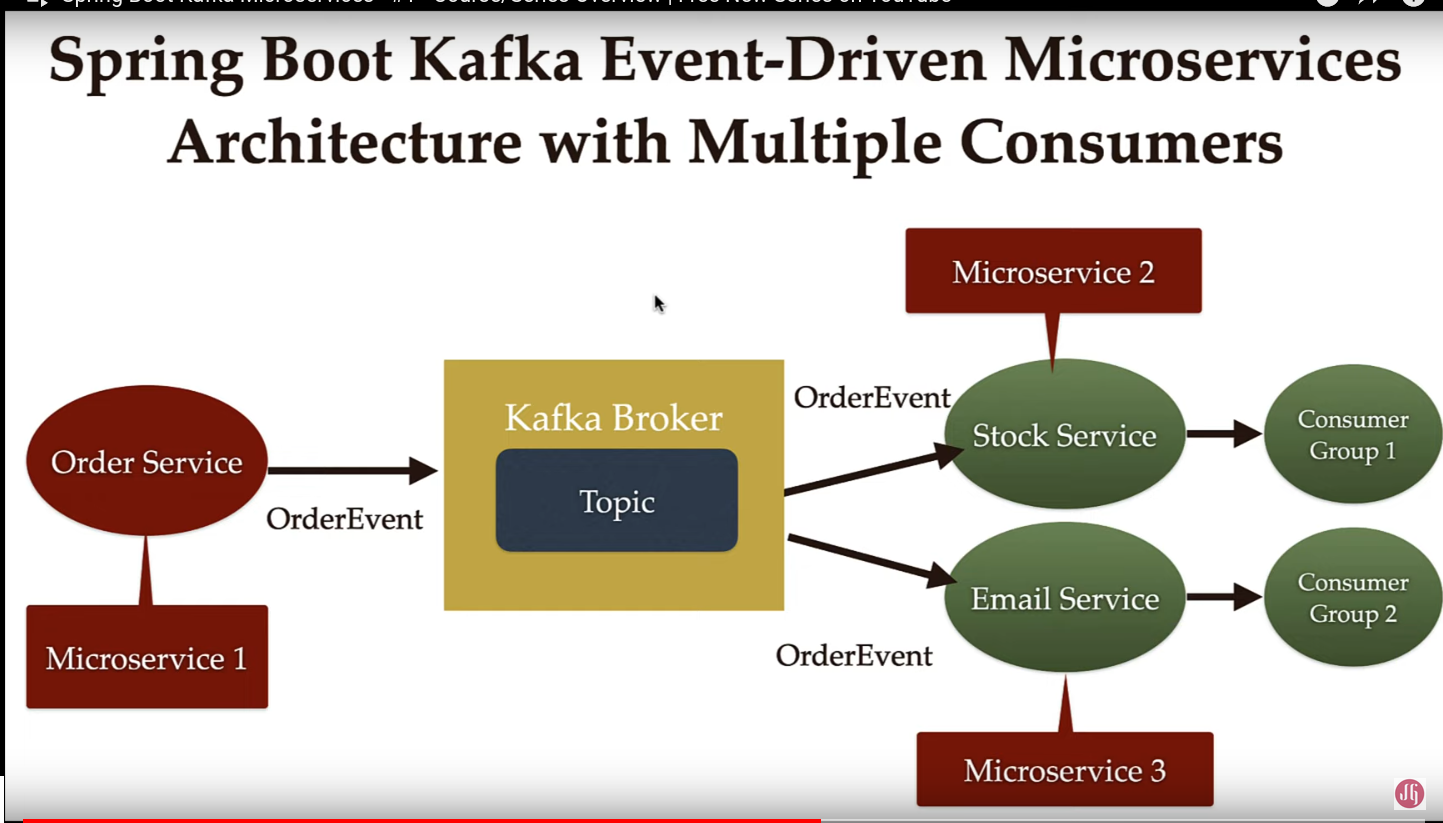 Spring Boot Kafka Microservices - #1 - Course/Series Overview | Free New Series on YouTube
Spring Boot Kafka Event-Driven Microservices
Architecture with Multiple Consumers
Microservice 2
OrderEvent
Kafka Broker
Topic
Order Service
OrderEvent
Stock Service
Consumer
Group 1
Email Service
Consumer
Group 2
OrderEvent
Microservice 1
Microservice 3
JG